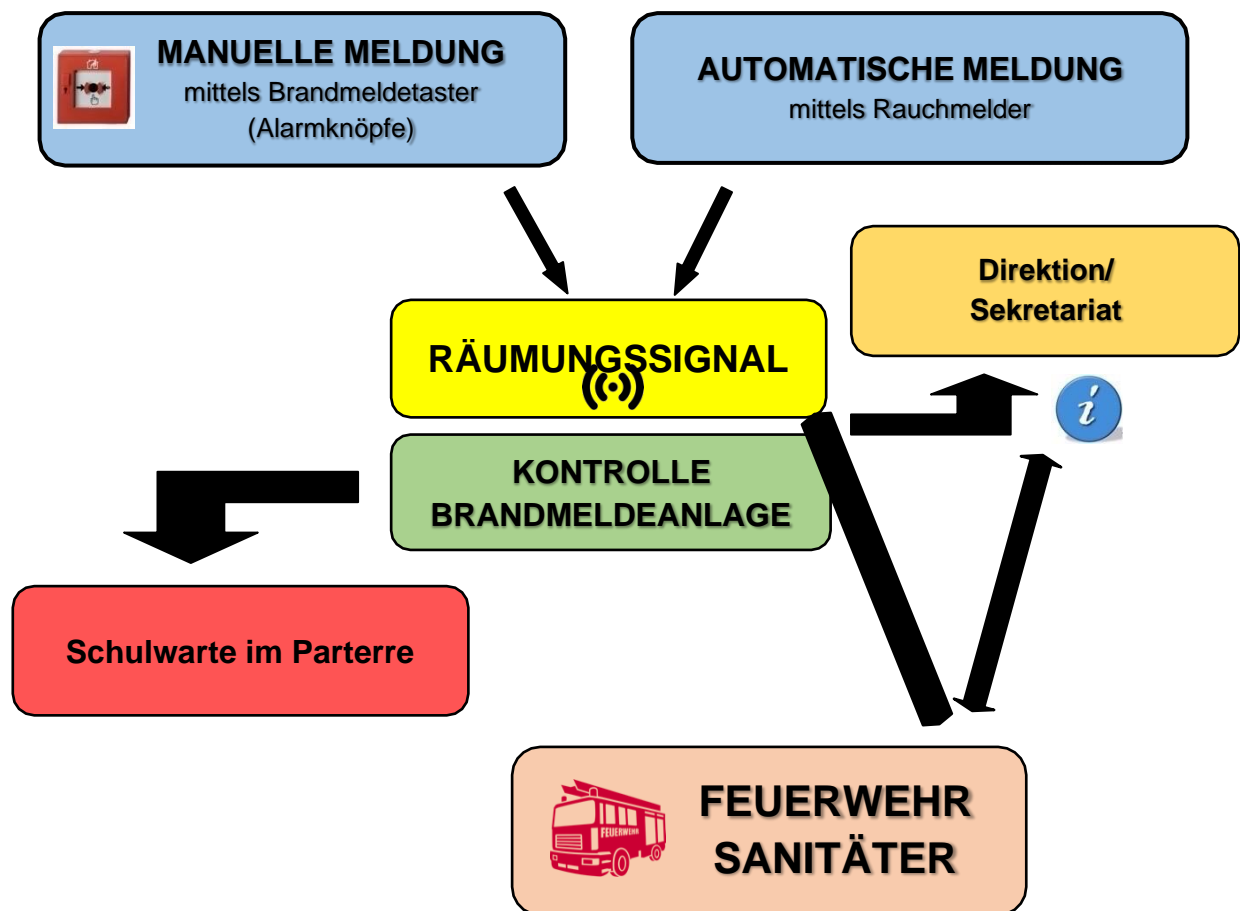 MANUELLE MELDUNG
mittels Brandmeldetaster
(Alarmknöpfe)
AUTOMATISCHE MELDUNG
mittels Rauchmelder
Direktion/
Sekretariat
RÄUMUNGSSIGNAL
KONTROLLE
BRANDMELDEANLAGE
Schulwarte im Parterre
FEUERWEHR
FEUERWEHR
SANITÄTER